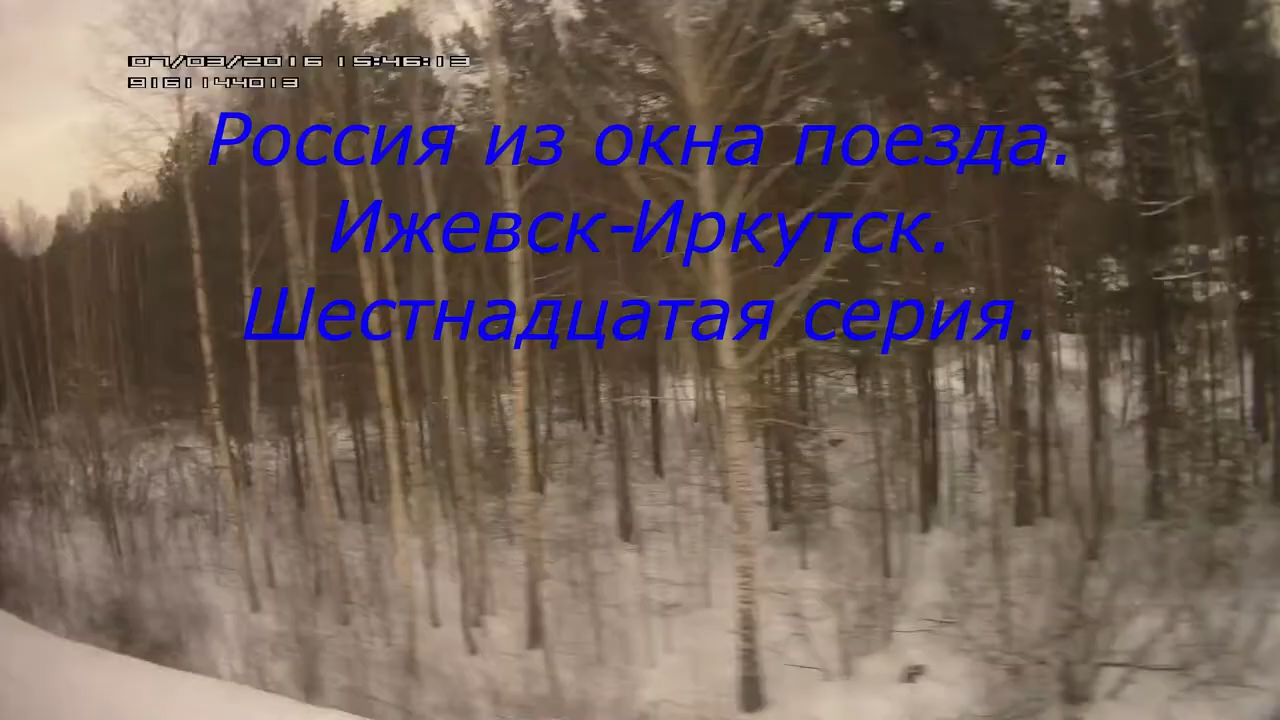 07/03/2016 15:46:13
9161144013
Россия из окна поезда.
Ижевск-Иркутск.
Шестнадцатая серия.